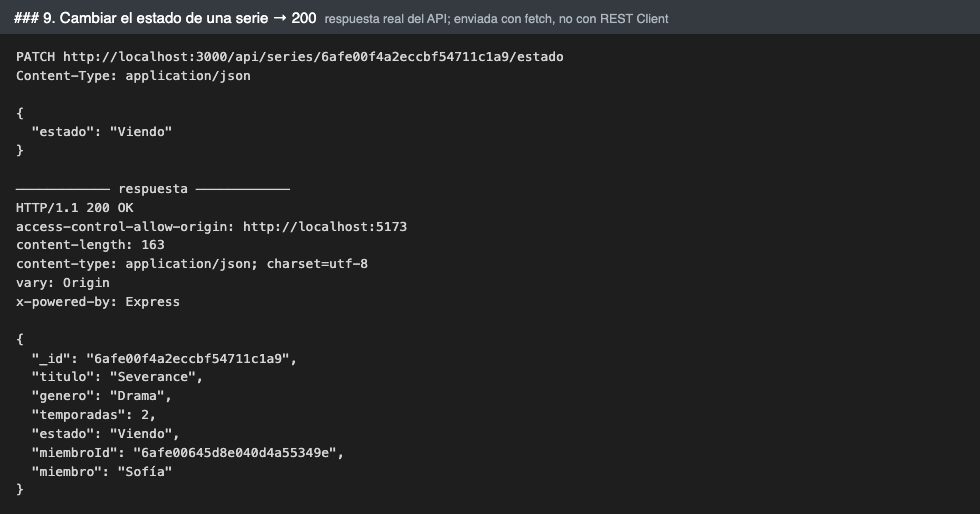 ### 9. Cambiar el estado de una serie → 200 respuesta real del API; enviada con fetch, no con REST Client
PATCH http://localhost:3000/api/series/6afe00f4a2eccbf54711c1a9/estado
Content-Type: application/json
{
  "estado": "Viendo"
}
──────────── respuesta ────────────
HTTP/1.1 200 OK
access-control-allow-origin: http://localhost:5173
content-length: 163
content-type: application/json; charset=utf-8
vary: Origin
x-powered-by: Express
{
  "_id": "6afe00f4a2eccbf54711c1a9",
  "titulo": "Severance",
  "genero": "Drama",
  "temporadas": 2,
  "estado": "Viendo",
  "miembroId": "6afe00645d8e040d4a55349e",
  "miembro": "Sofía"
}